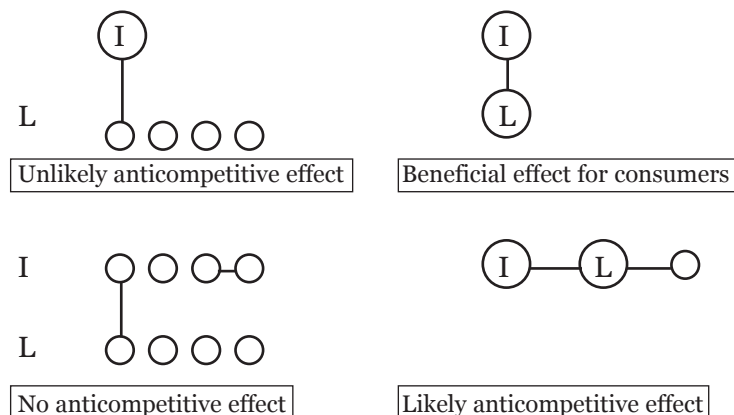 I
L
Unlikely anticompetitive effect
I
L
Beneficial effect for consumers
I
L
No anticompetitive effect
I L
Likely anticompetitive effect